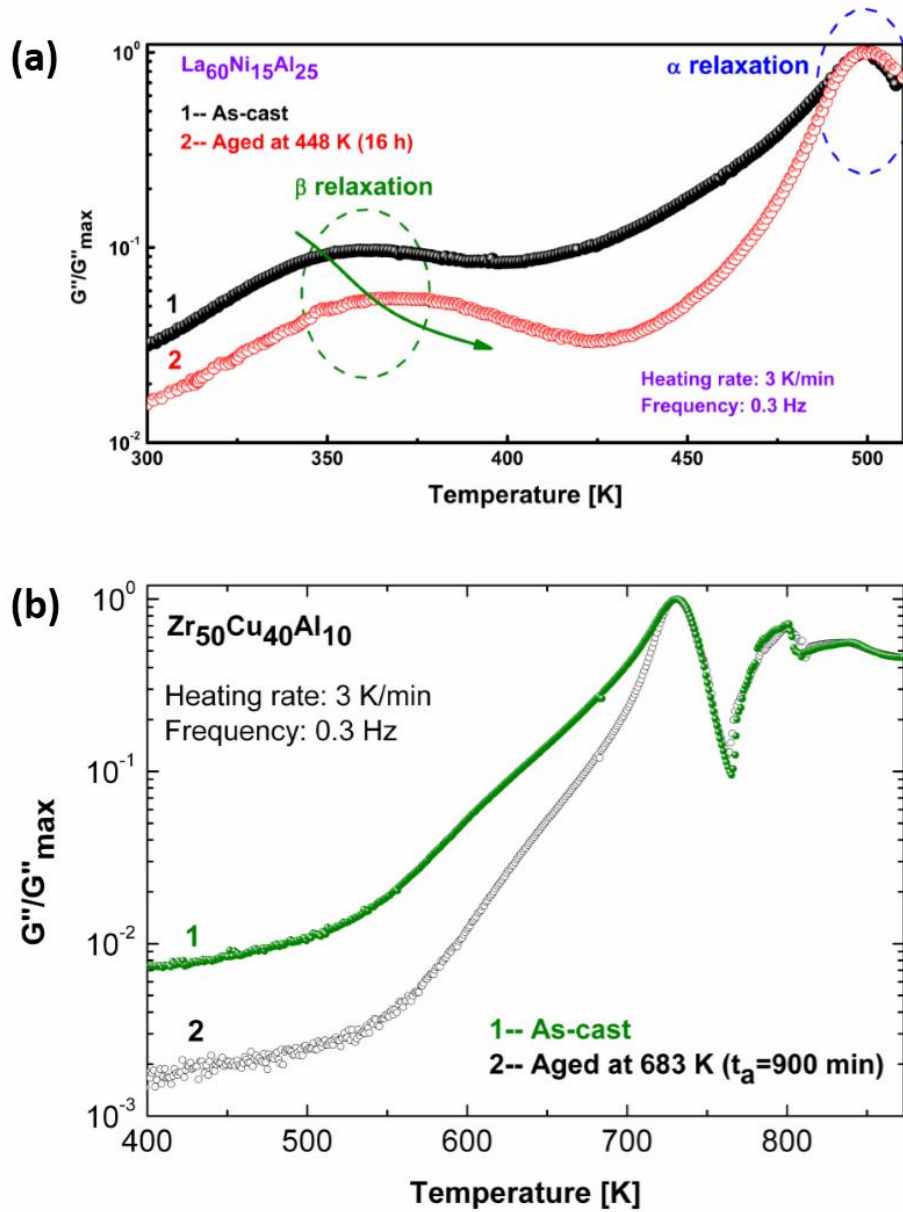 (a)
La60Ni15Al25
α relaxation
1-- As-cast
2-- Aged at 448 K (16 h)
β relaxation
1
2
Heating rate: 3 K/min
Frequency: 0.3 Hz
G''/G''max
10^0
10^-1
10^-2
300
350
400
450
500
Temperature [K]
(b)
Zr50Cu40Al10
Heating rate: 3 K/min
Frequency: 0.3 Hz
1
2
1-- As-cast
2-- Aged at 683 K (ta=900 min)
G''/G''max
10^0
10^-1
10^-2
10^-3
400
500
600
700
800
Temperature [K]